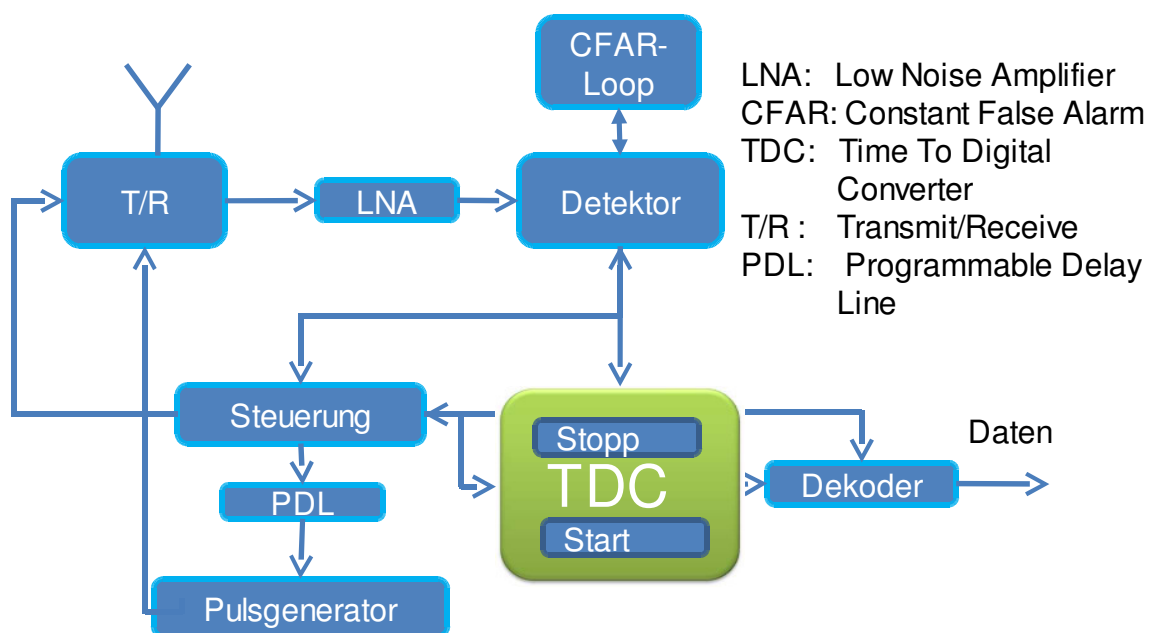 CFAR-
Loop
T/R
LNA
Detektor
LNA: Low Noise Amplifier
CFAR: Constant False Alarm
TDC: Time To Digital
Converter
T/R : Transmit/Receive
PDL: Programmable Delay
Line
Steuerung
Stopp
TDC
Start
Daten
Dekoder
PDL
Pulsgenerator